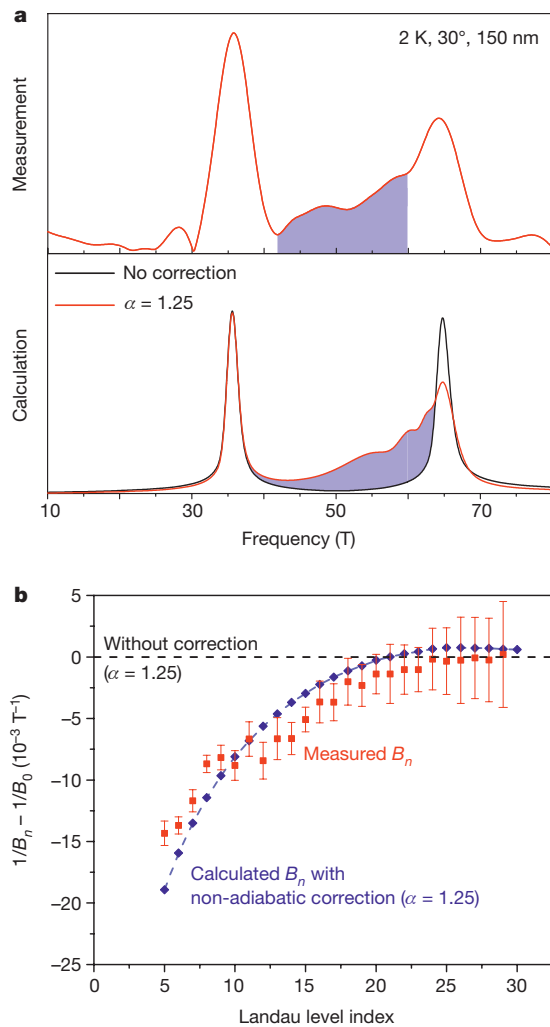 a
2 K, 30°, 150 nm
Measurement
No correction
α = 1.25
Calculation
10 30 50 70
Frequency (T)
b
5
0
−5
−10
−15
−20
−25
1/Bn − 1/B0 (10−3 T−1)
Without correction
(α = 1.25)
Measured Bn
Calculated Bn with
non-adiabatic correction (α = 1.25)
0 5 10 15 20 25 30
Landau level index